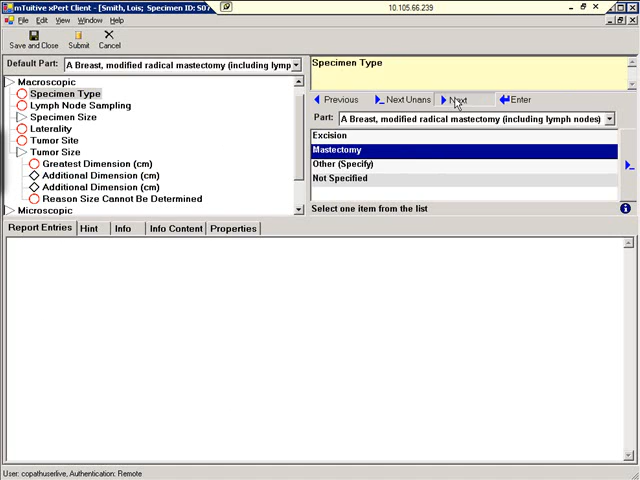 mTuitive xPert Client - [Smith, Lois; Specimen ID: S07
10.105.66.239
File Edit View Window Help
Save and Close Submit Cancel
Default Part: A Breast, modified radical mastectomy (including lymp
Macroscopic
Specimen Type
Lymph Node Sampling
Specimen Size
Laterality
Tumor Site
Tumor Size
Greatest Dimension (cm)
Additional Dimension (cm)
Additional Dimension (cm)
Reason Size Cannot Be Determined
Microscopic
Specimen Type
Previous Next Unans Next Enter
Part: A Breast, modified radical mastectomy (including lymph nodes)
Excision
Mastectomy
Other (Specify)
Not Specified
Select one item from the list
Report Entries Hint Info Info Content Properties
User: copathuserlive, Authentication: Remote